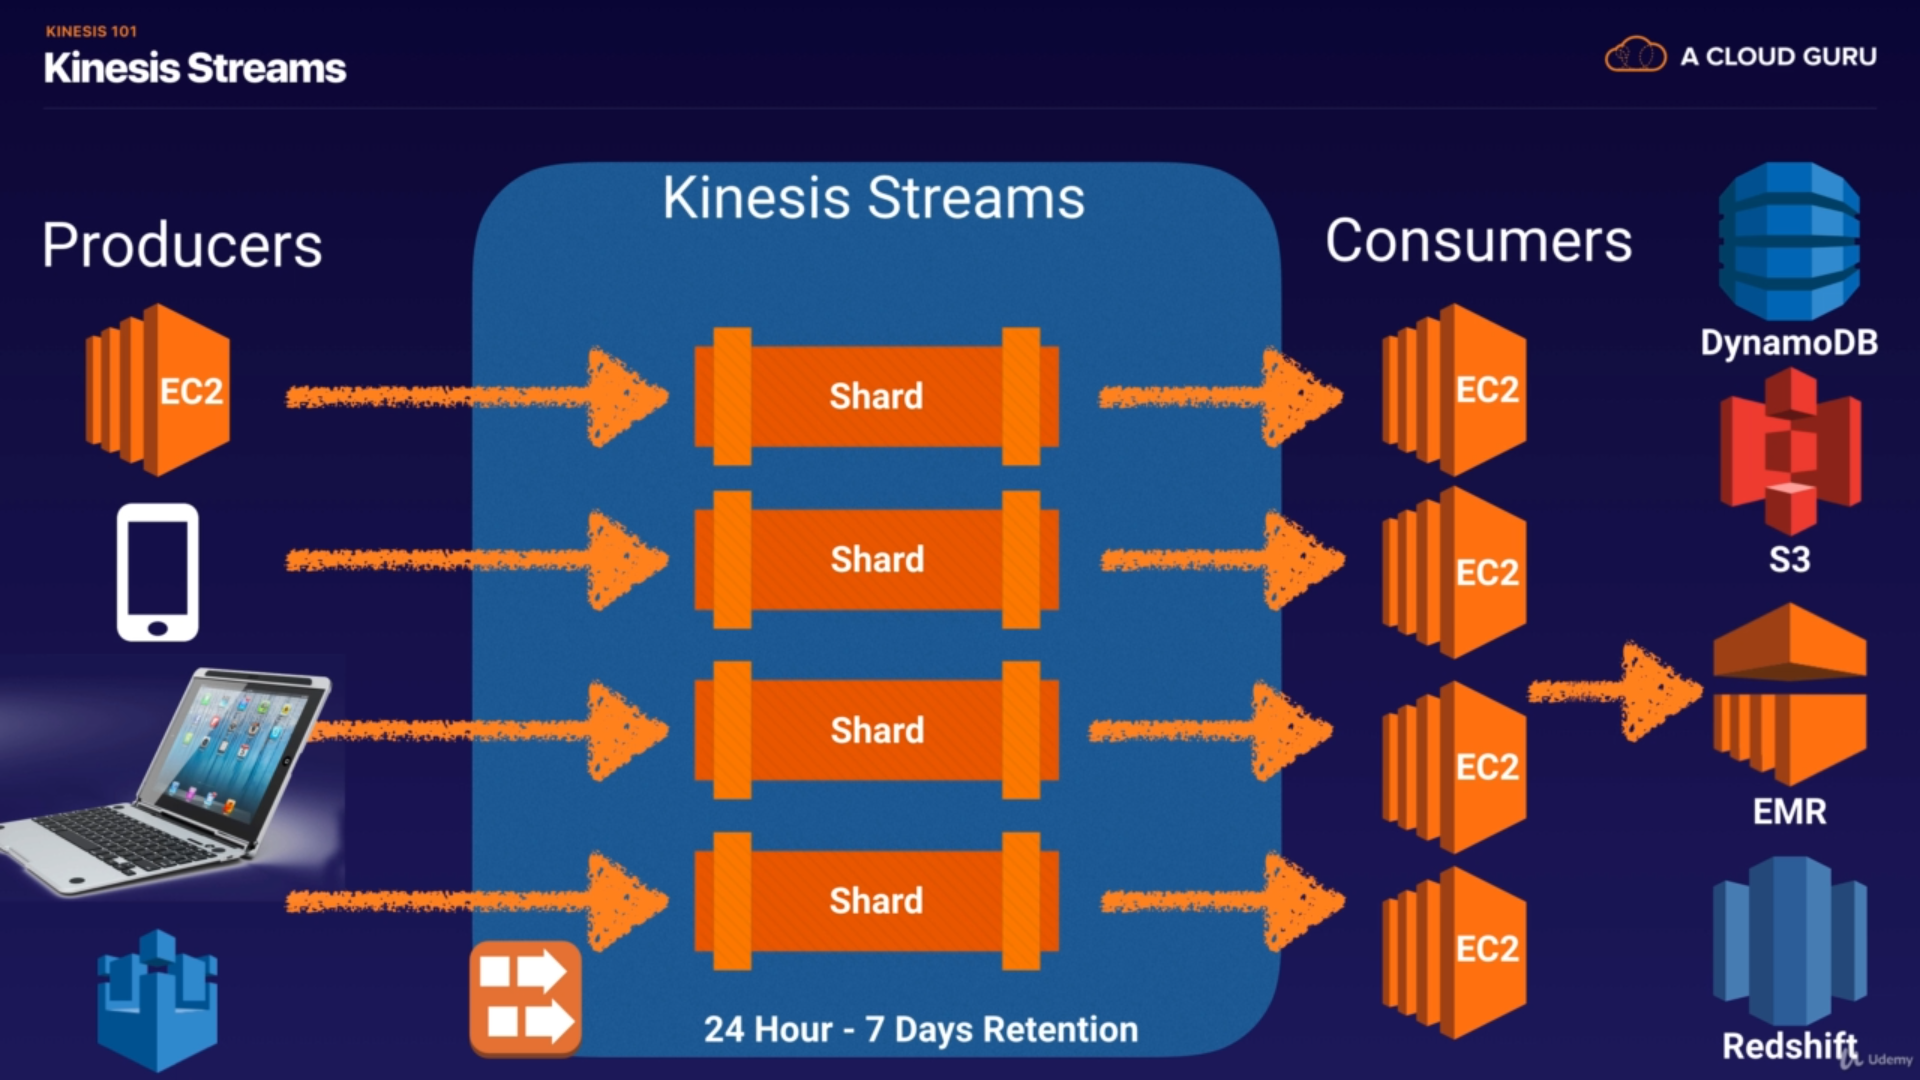 KINESIS 101
Kinesis Streams
A CLOUD GURU
Kinesis Streams
Producers
Consumers
DynamoDB
EC2
Shard
EC2
S3
Shard
EC2
EMR
Shard
EC2
Shard
EC2
24 Hour - 7 Days Retention
Redshift
Udemy